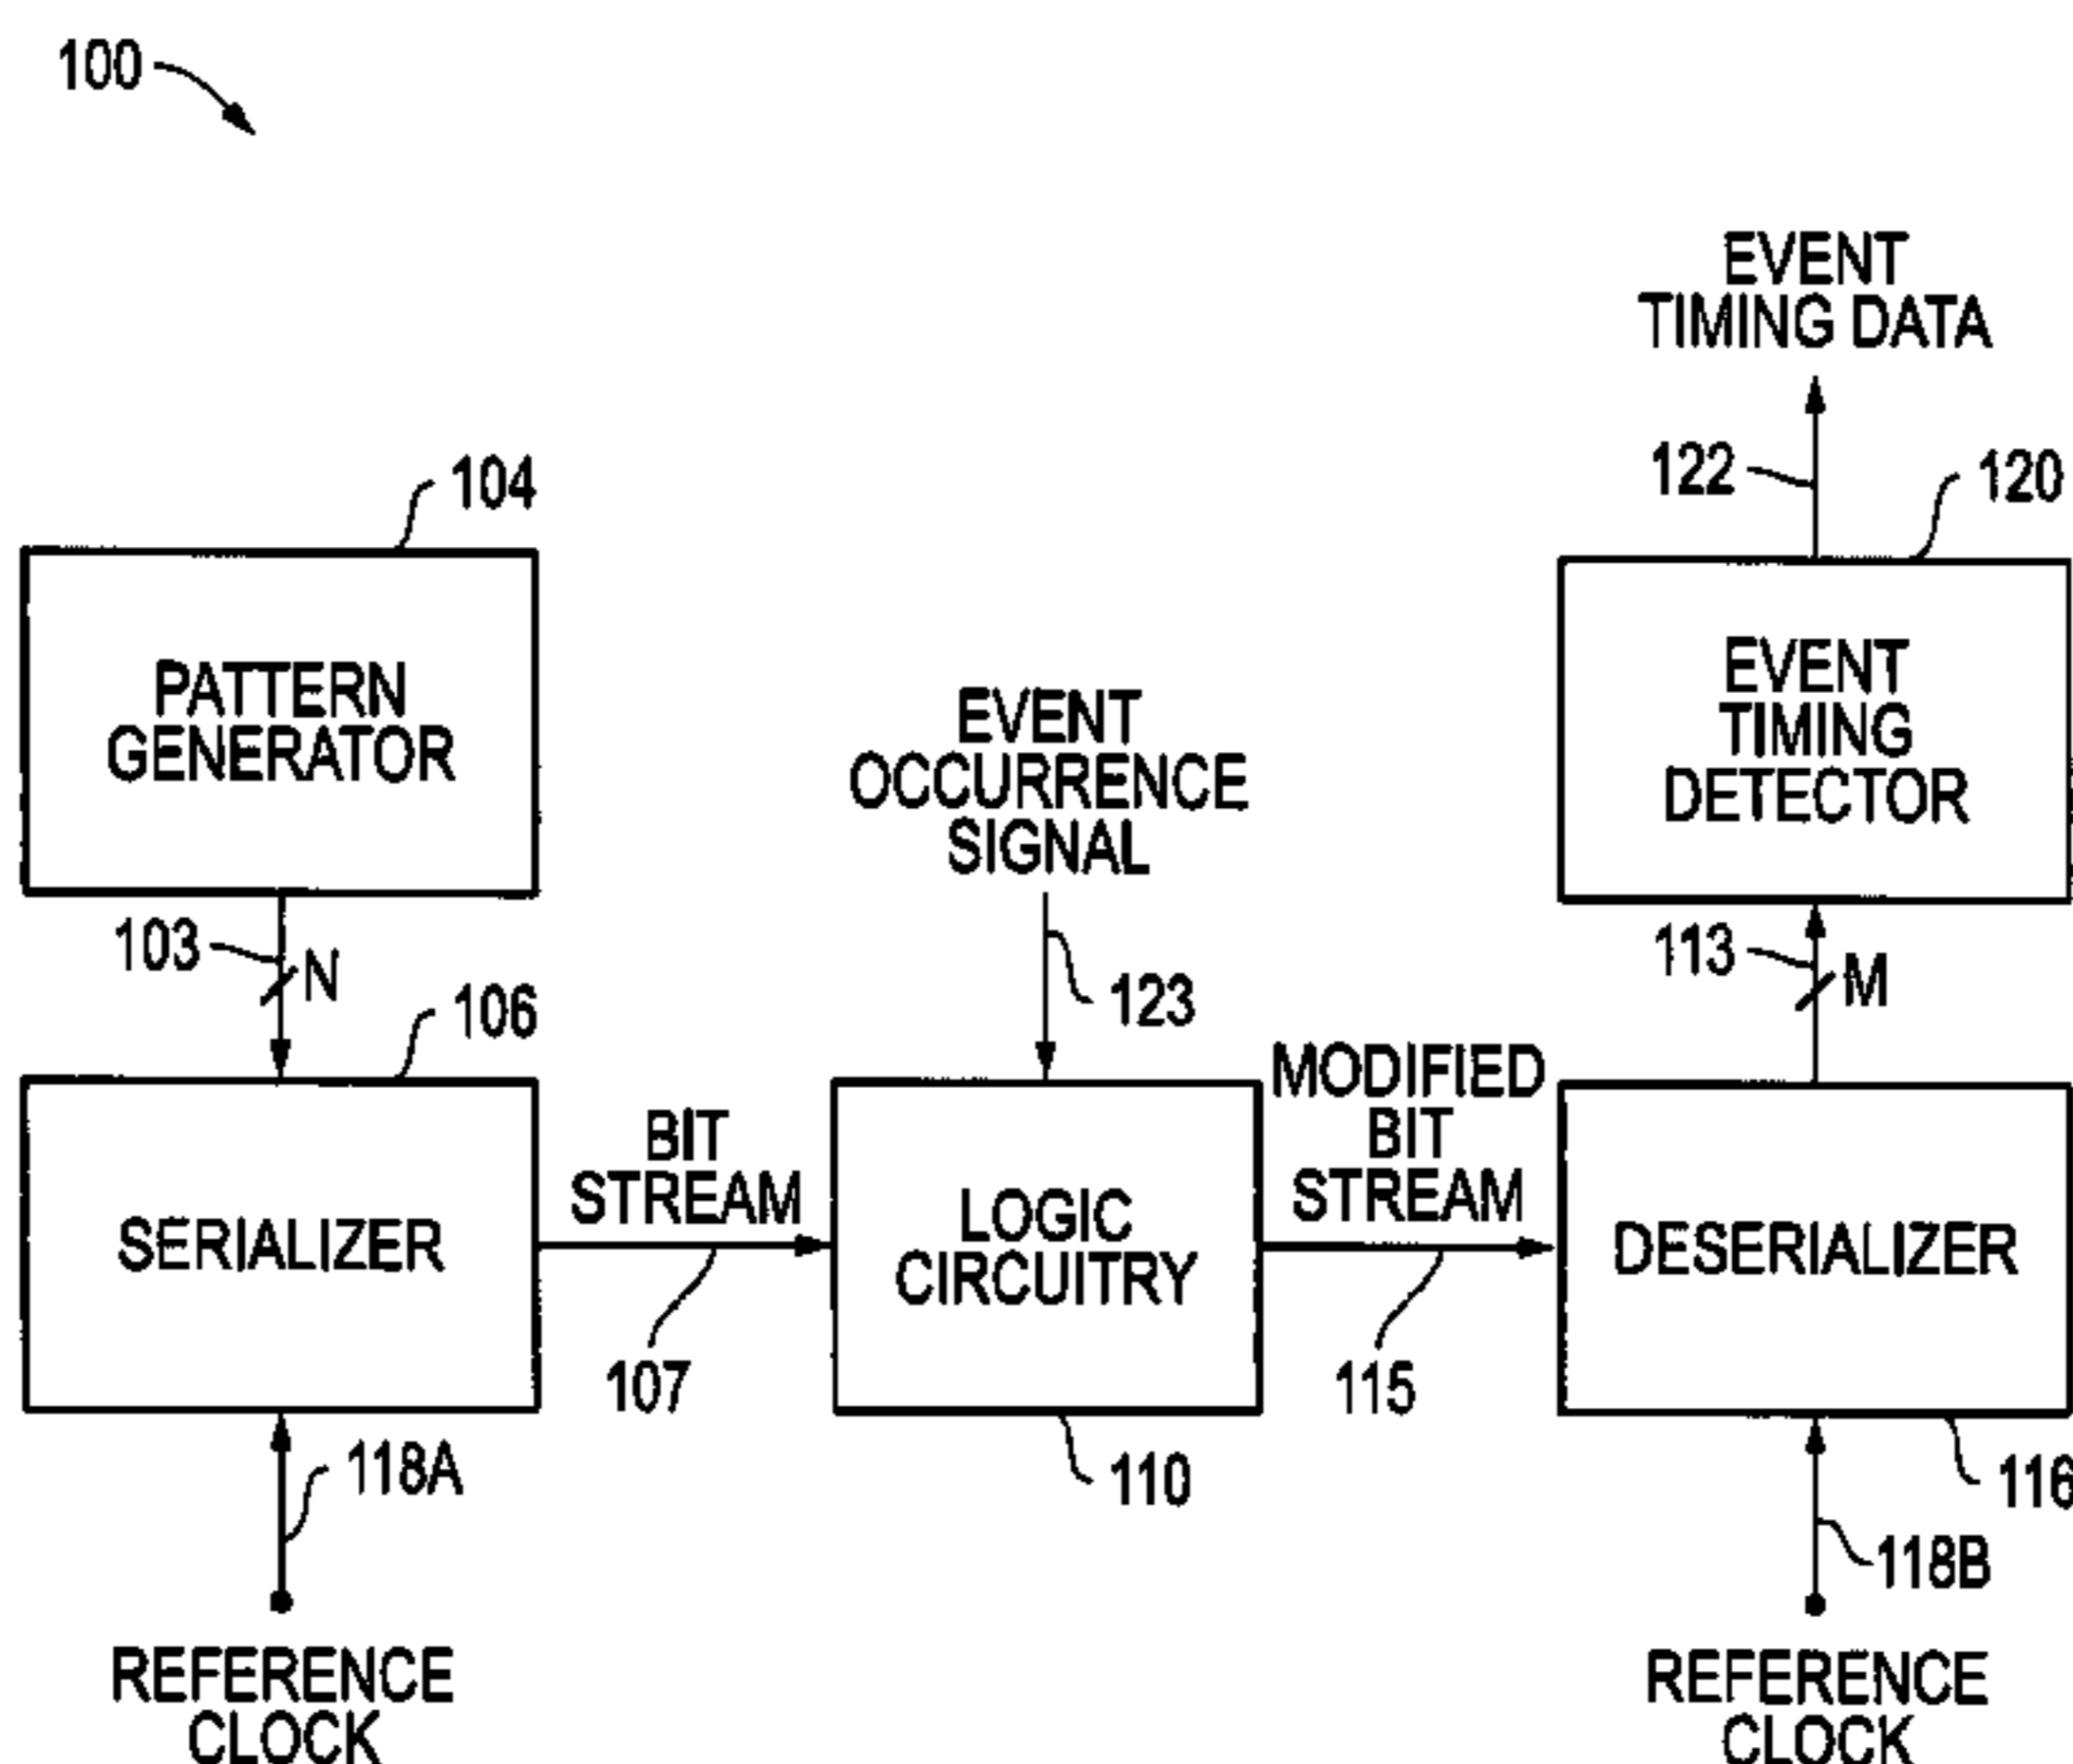 100
EVENT
TIMING DATA
122
120
104
PATTERN
GENERATOR
EVENT
OCCURRENCE
SIGNAL
EVENT
TIMING
DETECTOR
103
N
123
113
M
106
SERIALIZER
BIT
STREAM
107
LOGIC
CIRCUITRY
110
MODIFIED
BIT
STREAM
115
DESERIALIZER
116
118A
118B
REFERENCE
CLOCK
REFERENCE
CLOCK